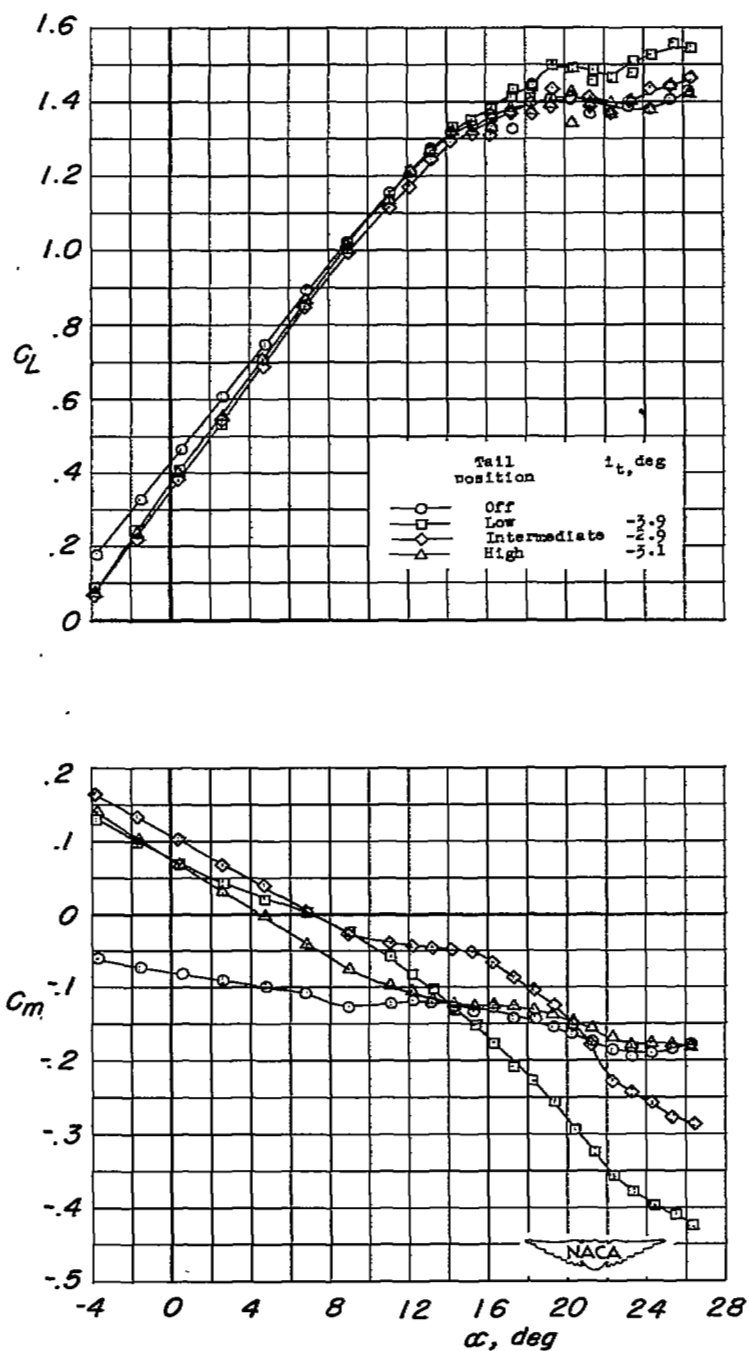 1.6
1.4
1.2
1.0
.8
C_L
.6
.4
.2
0
Tail position i_t, deg
Off
Low -3.9
Intermediate -2.9
High -3.1
.2
.1
0
C_m
-.1
-.2
-.3
-.4
-.5
NACA
-4 0 4 8 12 16 20 24 28
α, deg